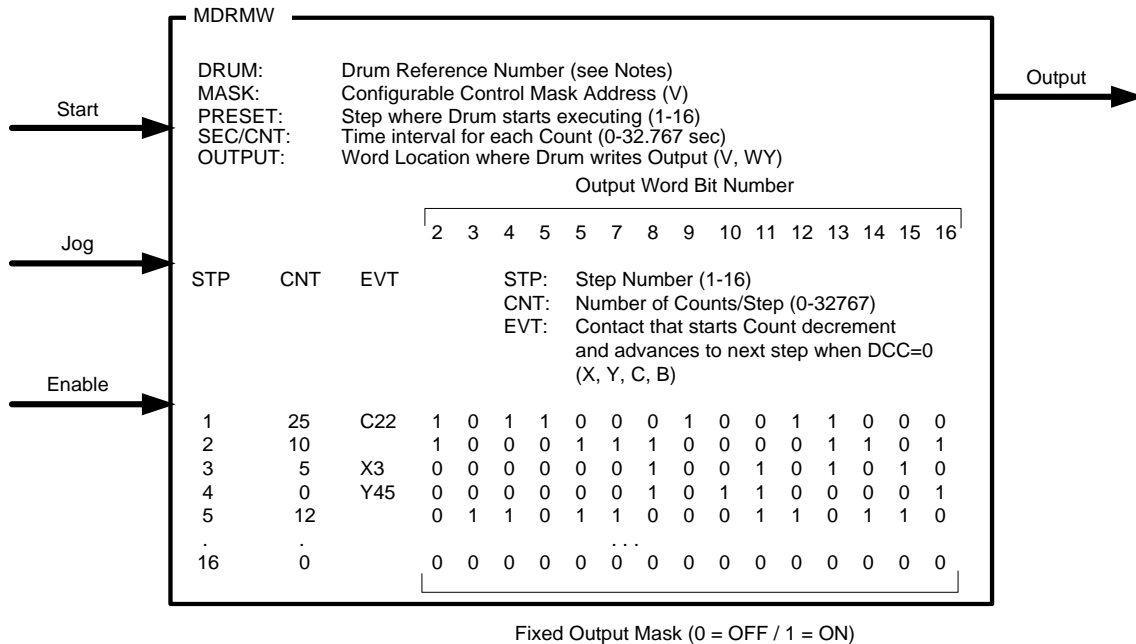 MDRMW
DRUM: Drum Reference Number (see Notes)
MASK: Configurable Control Mask Address (V)
PRESET: Step where Drum starts executing (1-16)
SEC/CNT: Time interval for each Count (0-32.767 sec)
OUTPUT: Word Location where Drum writes Output (V, WY)
Start
Output
Output Word Bit Number
2 3 4 5 5 7 8 9 10 11 12 13 14 15 16
Jog
STP CNT EVT STP: Step Number (1-16)
CNT: Number of Counts/Step (0-32767)
EVT: Contact that starts Count decrement
and advances to next step when DCC=0
(X, Y, C, B)
Enable
1 25 C22 1 0 1 1 0 0 0 1 0 0 1 1 0 0 0
2 10 1 0 0 0 1 1 1 0 0 0 0 1 1 0 1
3 5 X3 0 0 0 0 0 0 1 0 0 1 0 1 0 1 0
4 0 Y45 0 0 0 0 0 0 1 0 1 1 0 0 0 0 1
5 12 0 1 1 0 1 1 0 0 0 1 1 0 1 1 0
. . . . .
16 0 0 0 0 0 0 0 0 0 0 0 0 0 0 0 0
Fixed Output Mask (0 = OFF / 1 = ON)